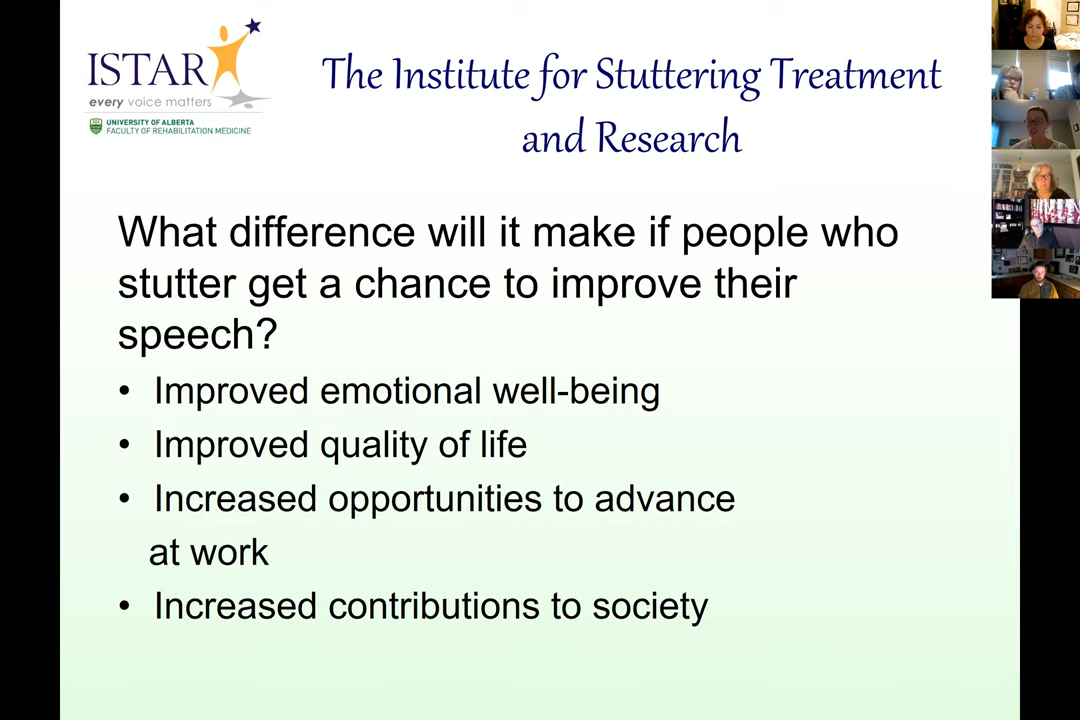 ISTAR
every voice matters
UNIVERSITY OF ALBERTA
FACULTY OF REHABILITATION MEDICINE
The Institute for Stuttering Treatment
and Research
What difference will it make if people who
stutter get a chance to improve their
speech?
• Improved emotional well-being
• Improved quality of life
• Increased opportunities to advance
at work
• Increased contributions to society